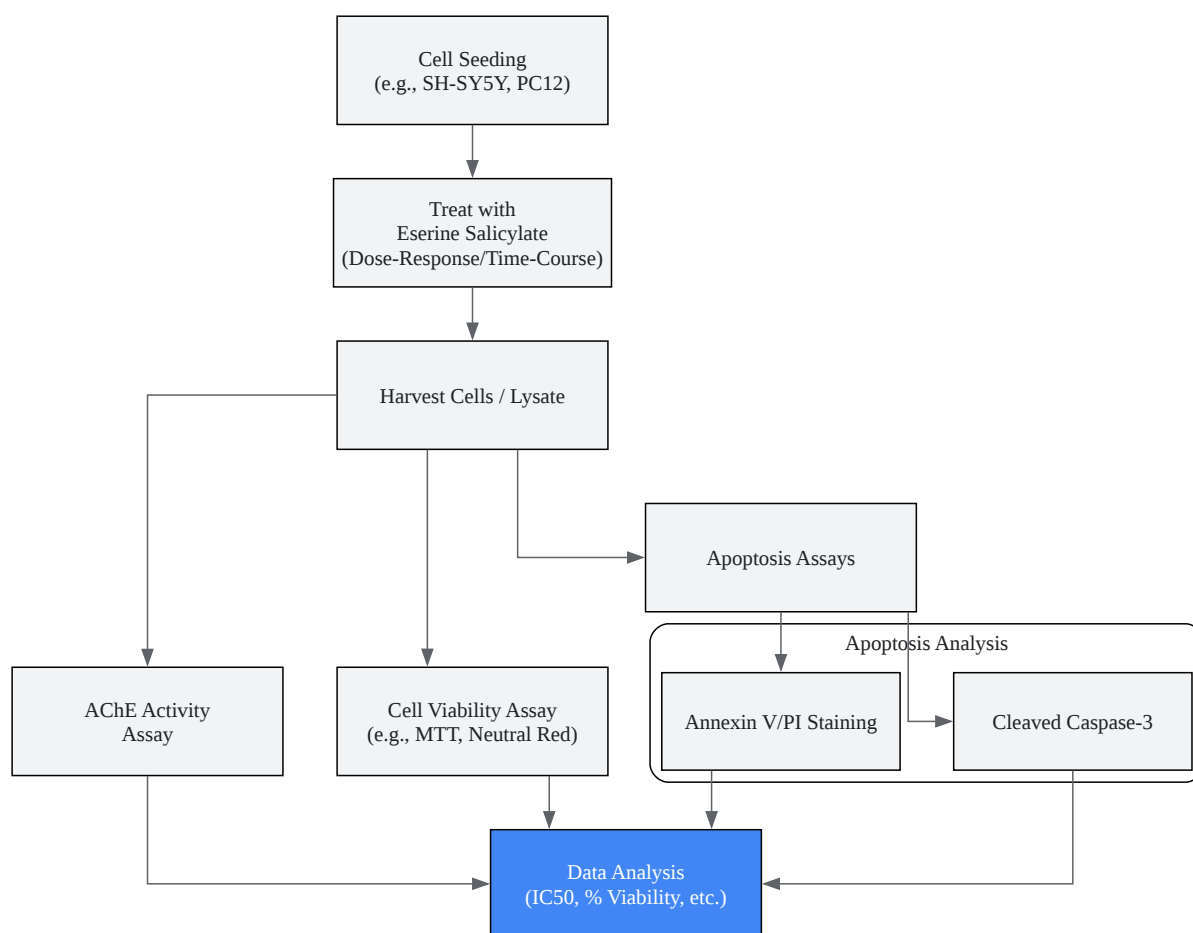 Cell Seeding
(e.g., SH-SY5Y, PC12)
Treat with
Eserine Salicylate
(Dose-Response/Time-Course)
Harvest Cells / Lysate
Apoptosis Assays
Apoptosis Analysis
AChE Activity
Assay
Cell Viability Assay
(e.g., MTT, Neutral Red)
Annexin V/PI Staining
Cleaved Caspase-3
Data Analysis
(IC50, % Viability, etc.)